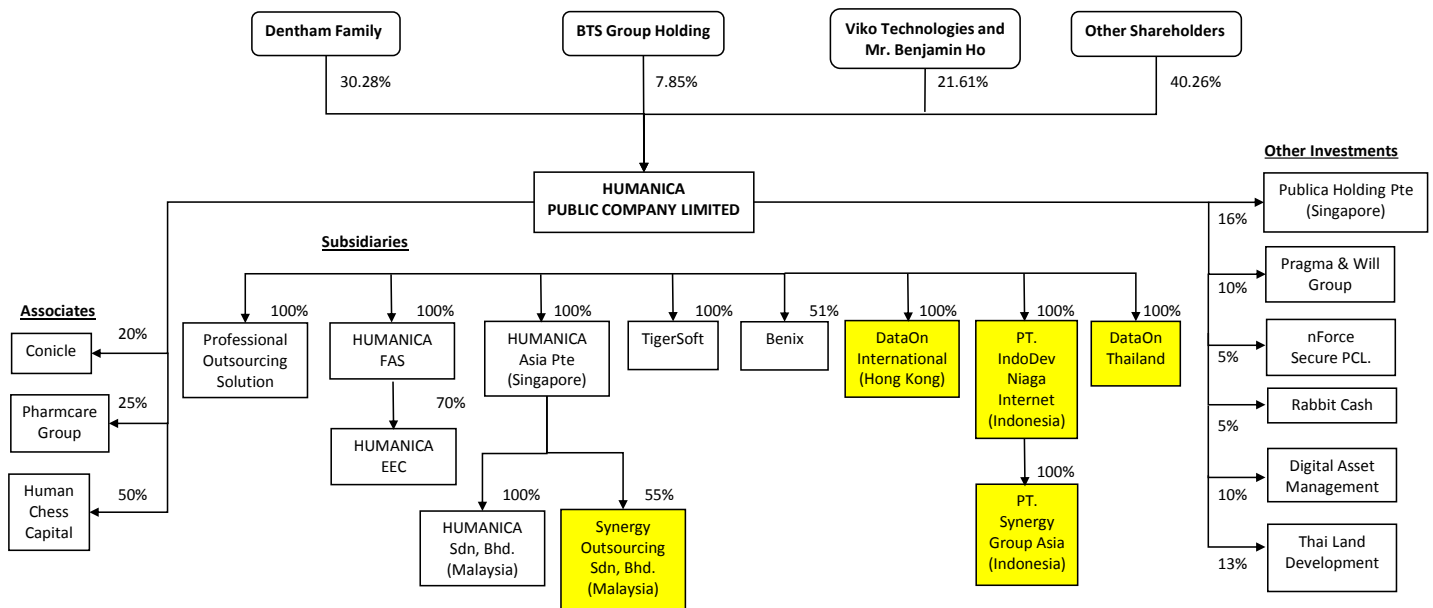 Dentham Family
BTS Group Holding
Viko Technologies and
Mr. Benjamin Ho
Other Shareholders
30.28%
7.85%
21.61%
40.26%
HUMANICA
PUBLIC COMPANY LIMITED
Other Investments
Publica Holding Pte
(Singapore)
16%
Pragma & Will
Group
10%
nForce
Secure PCL.
5%
Rabbit Cash
5%
Digital Asset
Management
10%
Thai Land
Development
13%
Subsidiaries
100%
Professional
Outsourcing
Solution
100%
HUMANICA
FAS
70%
HUMANICA
EEC
100%
HUMANICA
Asia Pte
(Singapore)
100%
HUMANICA
Sdn, Bhd.
(Malaysia)
55%
Synergy
Outsourcing
Sdn, Bhd.
(Malaysia)
100%
TigerSoft
51%
Benix
100%
DataOn
International
(Hong Kong)
100%
PT.
IndoDev
Niaga
Internet
(Indonesia)
100%
PT.
Synergy
Group Asia
(Indonesia)
100%
DataOn
Thailand
Associates
20%
Conicle
25%
Pharmcare
Group
50%
Human
Chess
Capital